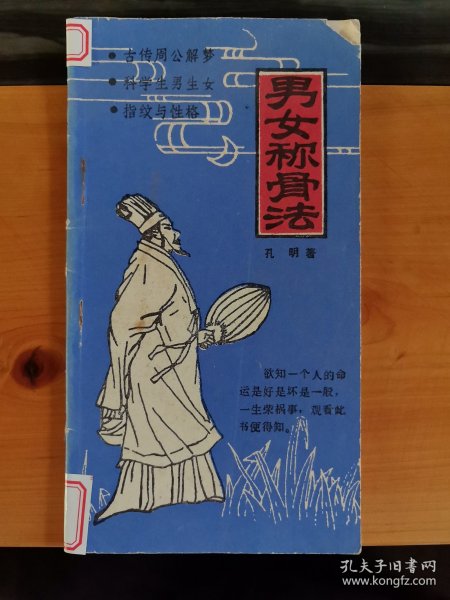 • 古传周公解梦
• 科学生男生女
• 指纹与性格
男女称骨法
孔 明著
欲知一个人的命
运是好是坏是一般，
一生荣祸事，观看此
书便得知。
孔夫子旧书网
www.kongfz.com